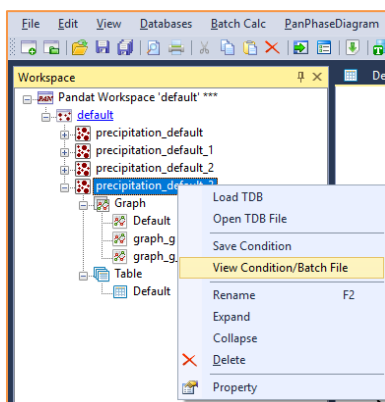 File Edit View Databases Batch Calc PanPhaseDiagram
Workspace
De
Pandat Workspace 'default' ***
default
precipitation_default
precipitation_default_1
precipitation_default_2
Graph
Default
graph_g
graph_g_
Table
Default
Load TDB
Open TDB File
Save Condition
View Condition/Batch File
Rename F2
Expand
Collapse
Delete
Property